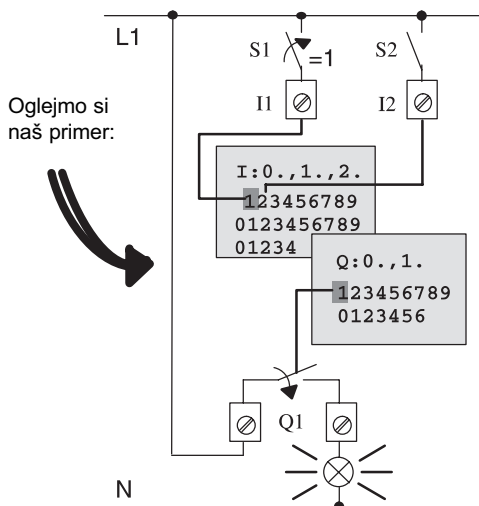 L1
S1
=1
S2
I1
I2
Oglejmo si
naš primer:
I:0.,1.,2.
123456789
0123456789
01234
Q:0.,1.
123456789
0123456
Q1
N